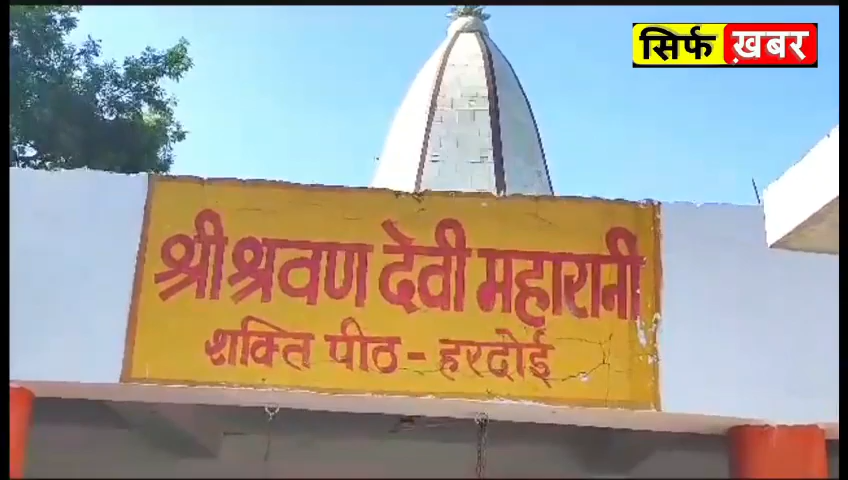 सिर्फ ख़बर
श्री श्रवण देवी महारानी
शक्ति पीठ - हरदोई